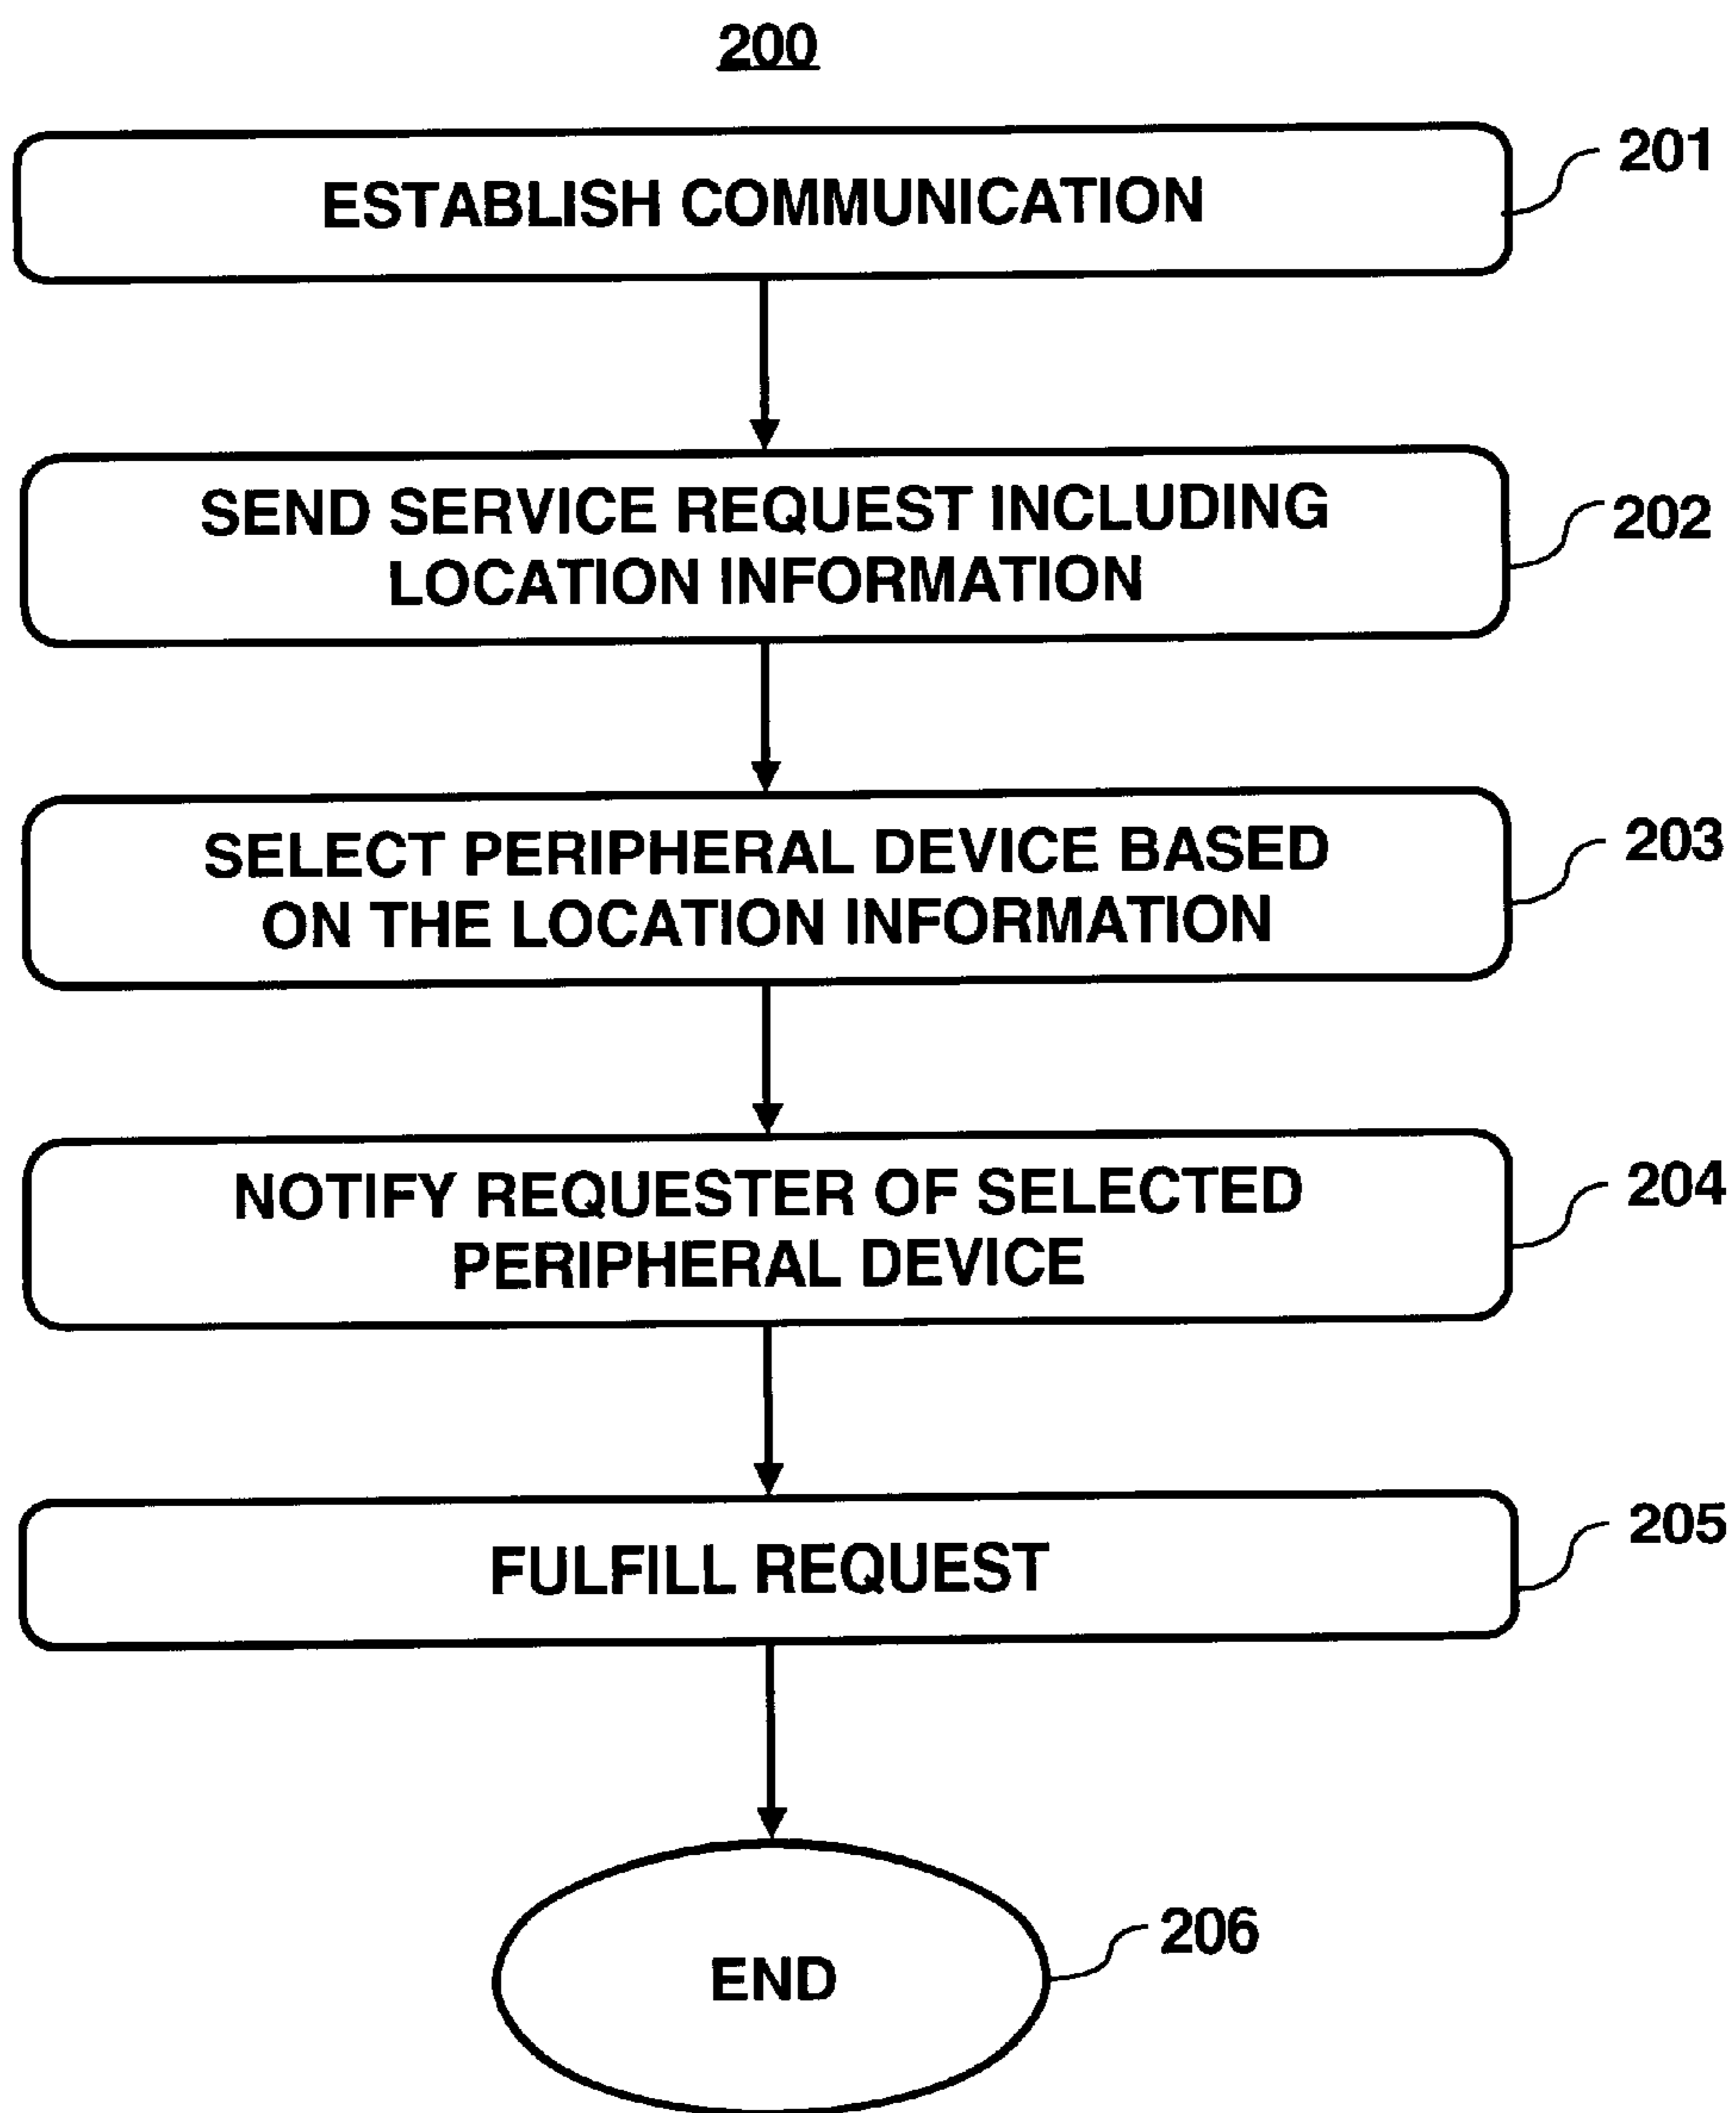 200
ESTABLISH COMMUNICATION
201
SEND SERVICE REQUEST INCLUDING
LOCATION INFORMATION
202
SELECT PERIPHERAL DEVICE BASED
ON THE LOCATION INFORMATION
203
NOTIFY REQUESTER OF SELECTED
PERIPHERAL DEVICE
204
FULFILL REQUEST
205
END
206